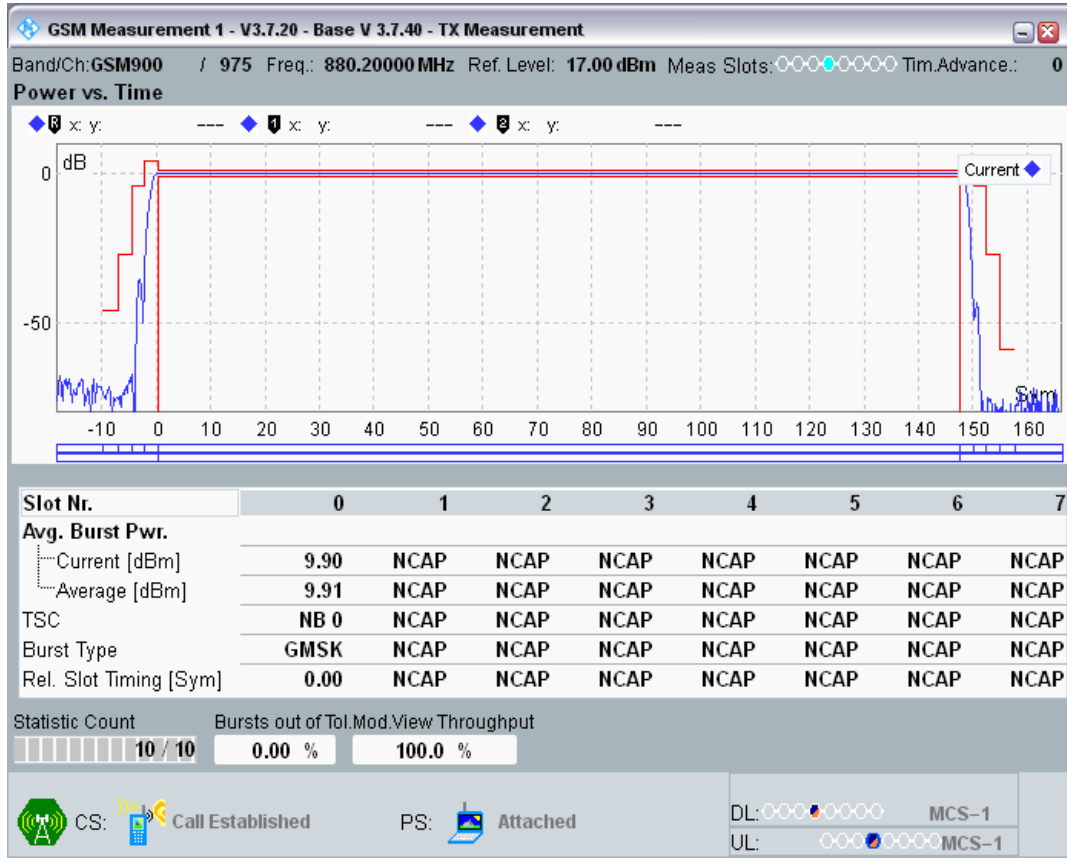 GSM Measurement 1 - V3.7.20 - Base V 3.7.40 - TX Measurement
Band/Ch:GSM900 / 975 Freq.: 880.20000 MHz Ref. Level: 17.00 dBm Meas Slots: Tim.Advance.: 0
Power vs. Time
R x: y: --- 1 x: y: --- 2 x: y: ---
dB
Current
0
-50
Sym
-10 0 10 20 30 40 50 60 70 80 90 100 110 120 130 140 150 160
Slot Nr. 0 1 2 3 4 5 6 7
Avg. Burst Pwr.
Current [dBm] 9.90 NCAP NCAP NCAP NCAP NCAP NCAP NCAP
Average [dBm] 9.91 NCAP NCAP NCAP NCAP NCAP NCAP NCAP
TSC NB 0 NCAP NCAP NCAP NCAP NCAP NCAP NCAP
Burst Type GMSK NCAP NCAP NCAP NCAP NCAP NCAP NCAP
Rel. Slot Timing [Sym] 0.00 NCAP NCAP NCAP NCAP NCAP NCAP NCAP
Statistic Count Bursts out of Tol.Mod.View Throughput
10 / 10 0.00 % 100.0 %
CS: Call Established PS: Attached
DL: MCS-1
UL: MCS-1